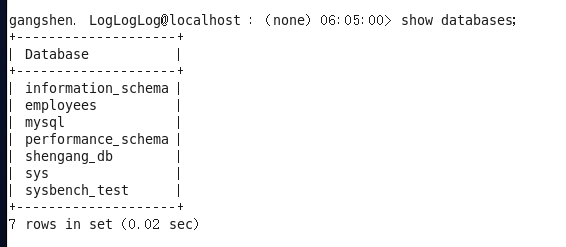 gangshen. LogLogLog@localhost : (none) 06:05:00> show databases;
+--------------------+
| Database           |
+--------------------+
| information_schema |
| employees          |
| mysql              |
| performance_schema |
| shengang_db        |
| sys                |
| sysbench_test      |
+--------------------+
7 rows in set (0.02 sec)